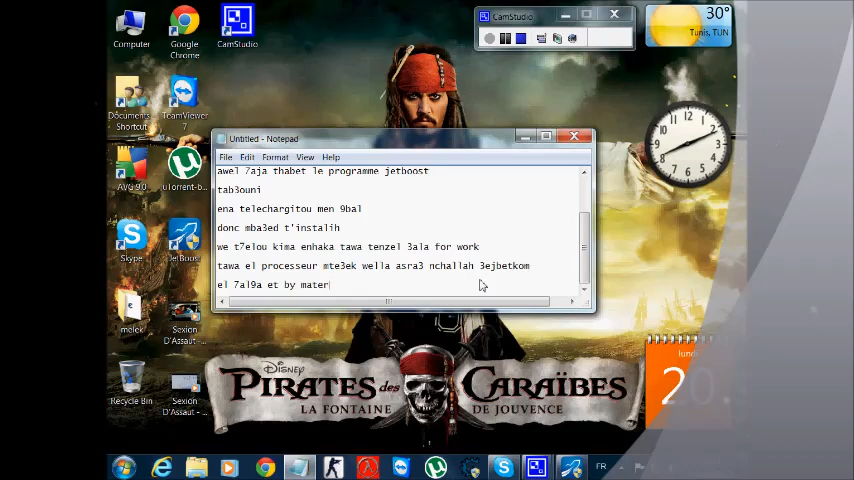 Computer
Google
Chrome
CamStudio
CamStudio
30°
Tunis, TUN
Documents
Shortcut
TeamViewer
7
AVG 9.0
uTorrent-b...
Skype
JetBoost
melek
Sexion
D'Assaut -...
Recycle Bin
Sexion
D'Assaut -...
Untitled - Notepad
File Edit Format View Help
awel 7aja thabet le programme jetboost
tab3ouni
ena telechargitou men 9bal
donc mba3ed t'instalih
we t7elou kima enhaka tawa tenzel 3ala for work
tawa el processeur mte3ek wella asra3 nchallah 3ejbetkom
el 7al9a et by mater
DISNEY
PIRATES des CARAÏBES
LA FONTAINE DE JOUVENCE
lundi
FR